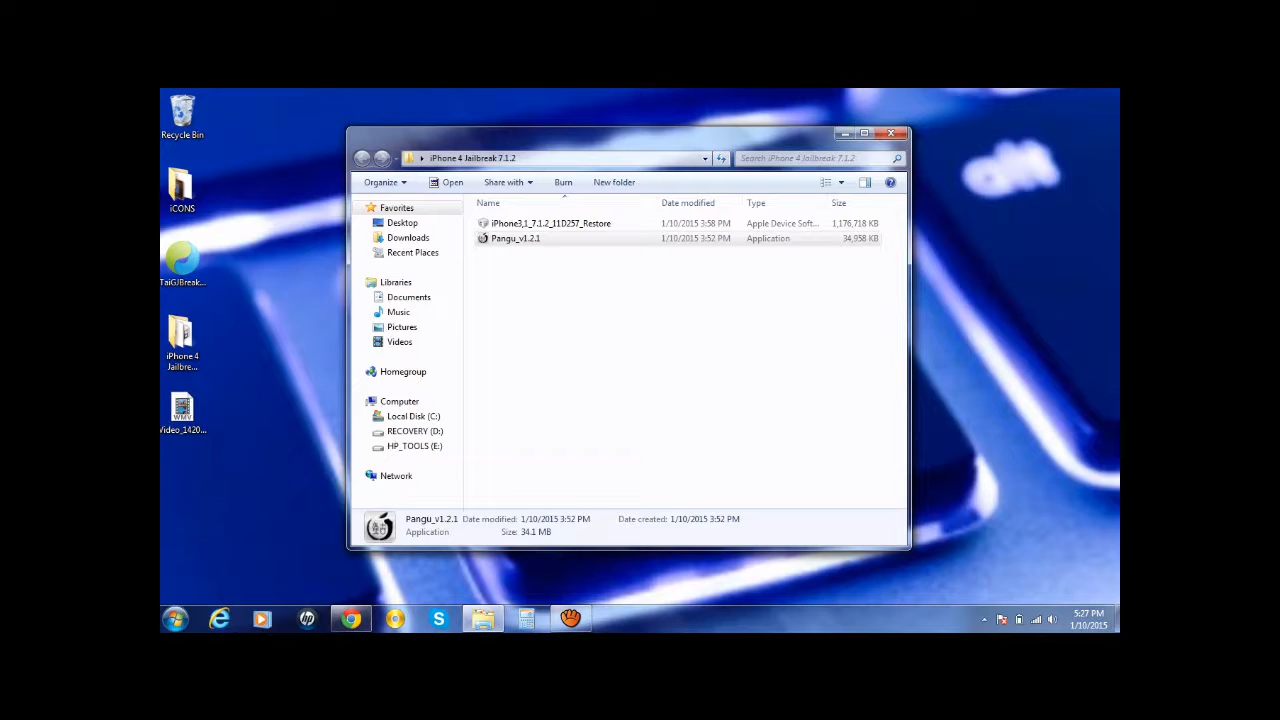 Recycle Bin
iCONS
TaiGJBreak...
iPhone 4
Jailbre...
WMV
Video_1420...
iPhone 4 Jailbreak 7.1.2
Search iPhone 4 Jailbreak 7.1.2
Organize Open Share with Burn New folder
Name Date modified Type Size
iPhone3,1_7.1.2_11D257_Restore 1/10/2015 3:58 PM Apple Device Soft... 1,176,718 KB
Pangu_v1.2.1 1/10/2015 3:52 PM Application 34,958 KB
Favorites
Desktop
Downloads
Recent Places
Libraries
Documents
Music
Pictures
Videos
Homegroup
Computer
Local Disk (C:)
RECOVERY (D:)
HP_TOOLS (E:)
Network
Pangu_v1.2.1 Date modified: 1/10/2015 3:52 PM Date created: 1/10/2015 3:52 PM
Application Size: 34.1 MB
hp
S
5:27 PM
1/10/2015